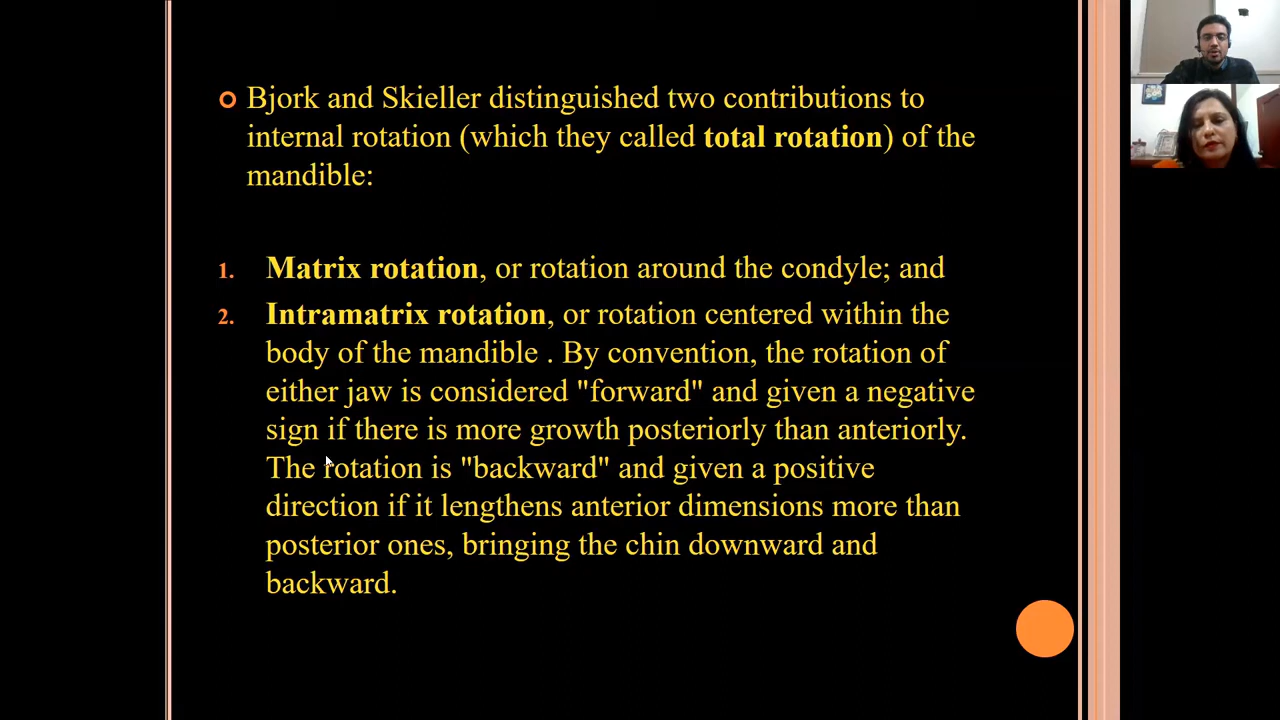 Bjork and Skieller distinguished two contributions to
internal rotation (which they called total rotation) of the
mandible:
1. Matrix rotation, or rotation around the condyle; and
2. Intramatrix rotation, or rotation centered within the
body of the mandible . By convention, the rotation of
either jaw is considered "forward" and given a negative
sign if there is more growth posteriorly than anteriorly.
The rotation is "backward" and given a positive
direction if it lengthens anterior dimensions more than
posterior ones, bringing the chin downward and
backward.